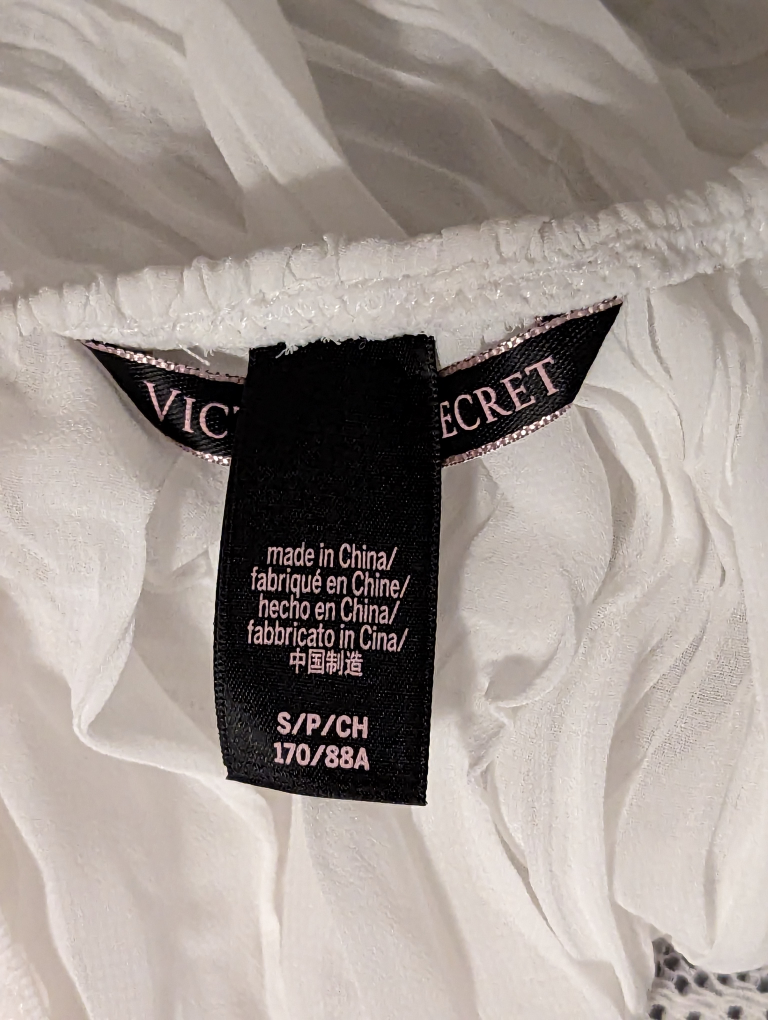 VIC ECRET
made in China/
fabriqué en Chine/
hecho en China/
fabbricato in Cina/
中国制造
S/P/CH
170/88A